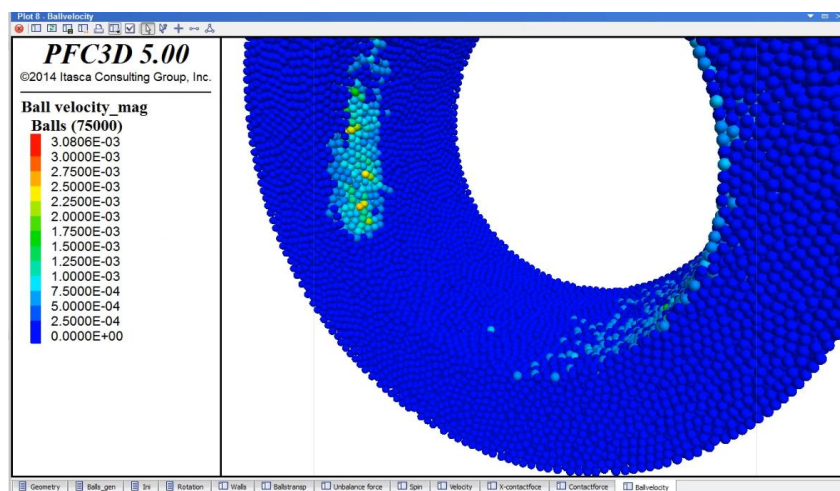 Plot 8 - Ballvelocity
PFC3D 5.00
©2014 Itasca Consulting Group, Inc.
Ball velocity_mag
Balls (75000)
3.0806E-03
3.0000E-03
2.7500E-03
2.5000E-03
2.2500E-03
2.0000E-03
1.7500E-03
1.5000E-03
1.2500E-03
1.0000E-03
7.5000E-04
5.0000E-04
2.5000E-04
0.0000E+00
Geometry Balls_gen Ini Rotation Walls Ballstransp Unbalance force Spin Velocity X-contactfoce Contactforce Ballvelocity